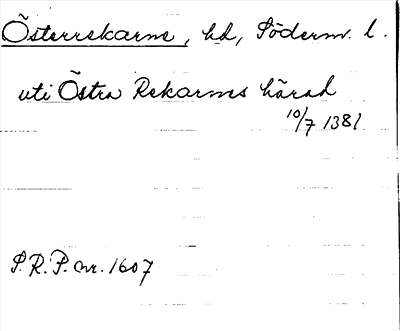 Österrekarne, hd, Söderm. l.
uti Östra Rekarnes härad
10/7 1381
S.R.P. nr. 1607